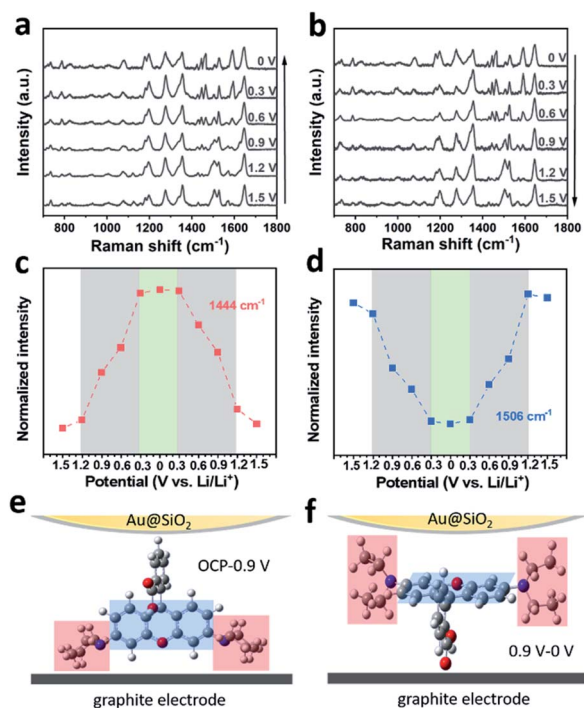 a
b
0 V
0.3 V
0.6 V
0.9 V
1.2 V
1.5 V
Intensity (a.u.)
800 1000 1200 1400 1600 1800
Raman shift (cm⁻¹)
0 V
0.3 V
0.6 V
0.9 V
1.2 V
1.5 V
Intensity (a.u.)
800 1000 1200 1400 1600 1800
Raman shift (cm⁻¹)
c
d
1444 cm⁻¹
Normalized intensity
1.5 1.2 0.9 0.6 0.3 0 0.3 0.6 0.9 1.2 1.5
Potential (V vs. Li/Li⁺)
1506 cm⁻¹
Normalized intensity
1.5 1.2 0.9 0.6 0.3 0 0.3 0.6 0.9 1.2 1.5
Potential (V vs. Li/Li⁺)
e
Au@SiO₂
OCP-0.9 V
graphite electrode
f
Au@SiO₂
0.9 V-0 V
graphite electrode